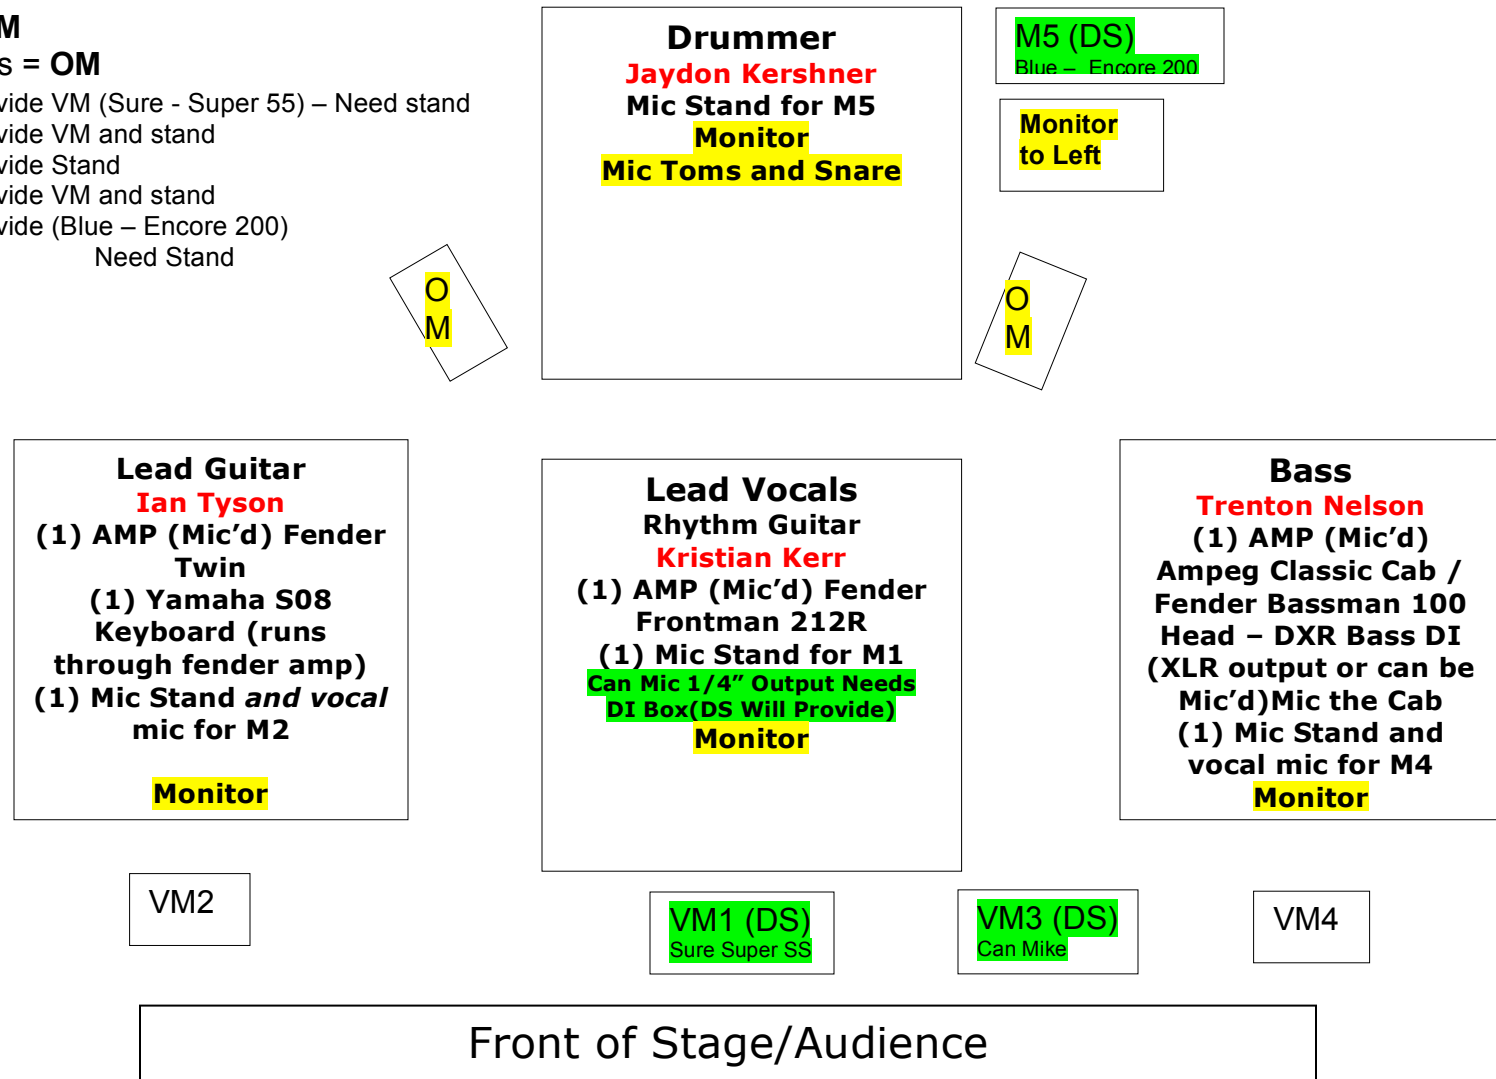 M
s = OM
vide VM (Sure - Super 55) – Need stand
vide VM and stand
vide Stand
vide VM and stand
vide (Blue – Encore 200)
Need Stand
Drummer
Jaydon Kershner
Mic Stand for M5
Monitor
Mic Toms and Snare
M5 (DS)
Blue – Encore 200
Monitor
to Left
O
M
O
M
Lead Guitar
Ian Tyson
(1) AMP (Mic’d) Fender
Twin
(1) Yamaha S08
Keyboard (runs
through fender amp)
(1) Mic Stand and vocal
mic for M2
Monitor
Lead Vocals
Rhythm Guitar
Kristian Kerr
(1) AMP (Mic’d) Fender
Frontman 212R
(1) Mic Stand for M1
Can Mic 1/4” Output Needs
DI Box(DS Will Provide)
Monitor
Bass
Trenton Nelson
(1) AMP (Mic’d)
Ampeg Classic Cab /
Fender Bassman 100
Head – DXR Bass DI
(XLR output or can be
Mic’d)Mic the Cab
(1) Mic Stand and
vocal mic for M4
Monitor
VM2
VM1 (DS)
Sure Super SS
VM3 (DS)
Can Mike
VM4
Front of Stage/Audience